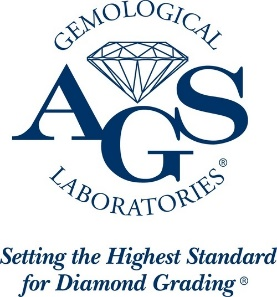 GEMOLOGICAL
AGS
LABORATORIES®
Setting the Highest Standard
for Diamond Grading ®